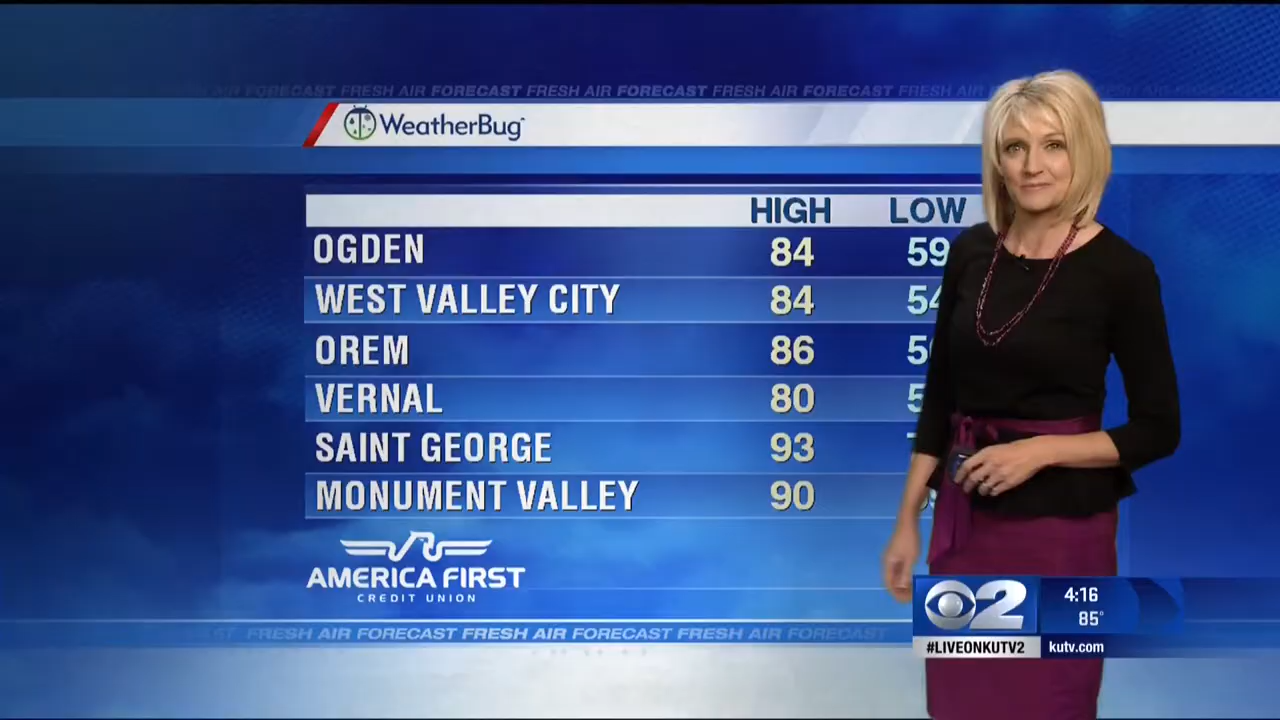 FRESH AIR FORECAST FRESH AIR FORECAST FRESH AIR FORECAST
WeatherBug
HIGH LOW
OGDEN 84 59
WEST VALLEY CITY 84 54
OREM 86
VERNAL 80
SAINT GEORGE 93
MONUMENT VALLEY 90
AMERICA FIRST
CREDIT UNION
FRESH AIR FORECAST FRESH AIR FORECAST FRESH AIR FORECAST
2 4:16
85°
#LIVEONKUTV2 kutv.com